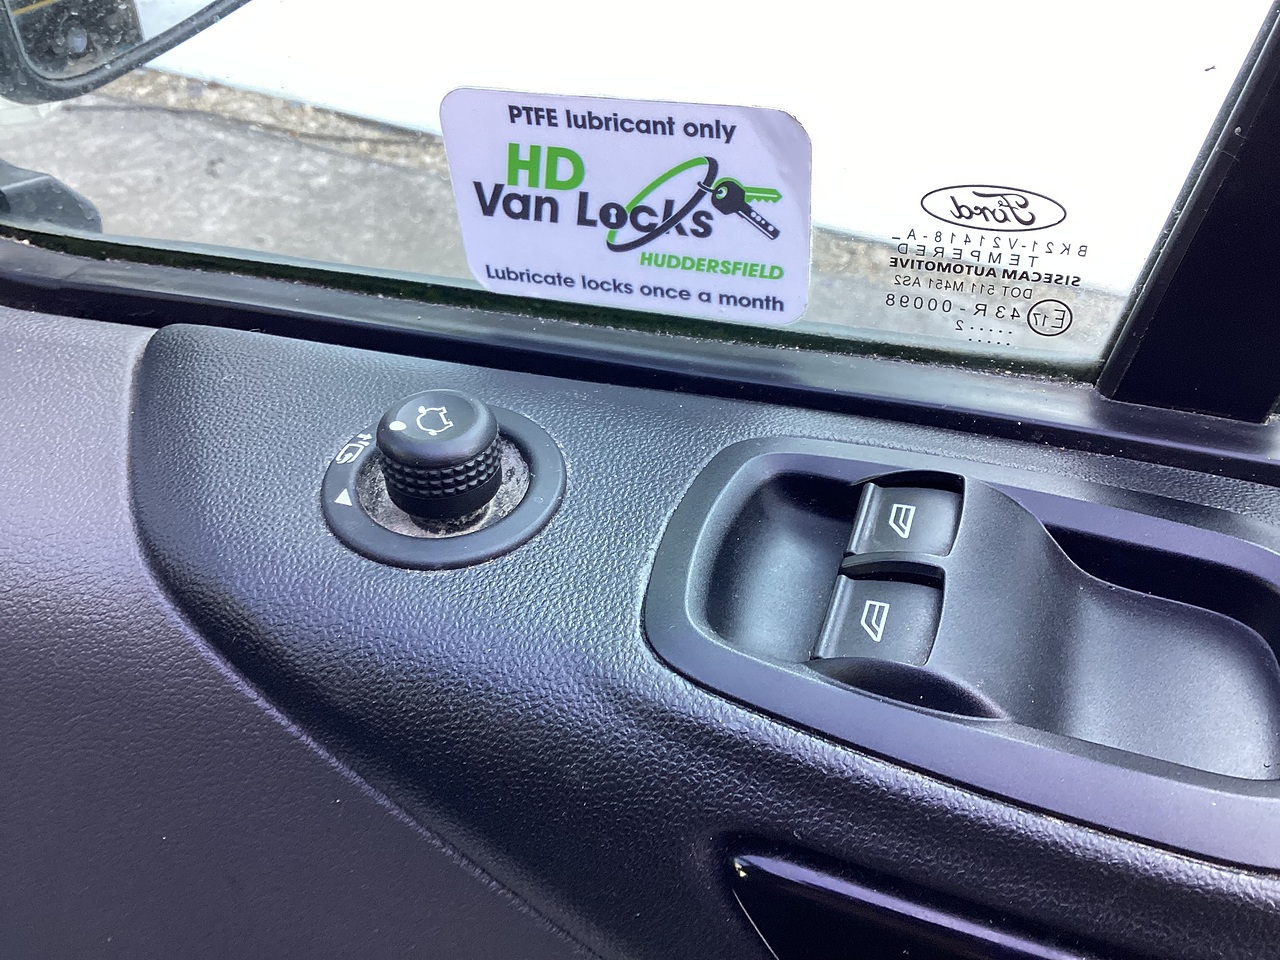 PTFE lubricant only
HD
Van Locks
HUDDERSFIELD
Lubricate locks once a month
Ford
BK21-V21418-A
TEMPERED
SISECAM AUTOMOTIVE
DOT 511 M451 AS2
E17 43R-00098
2